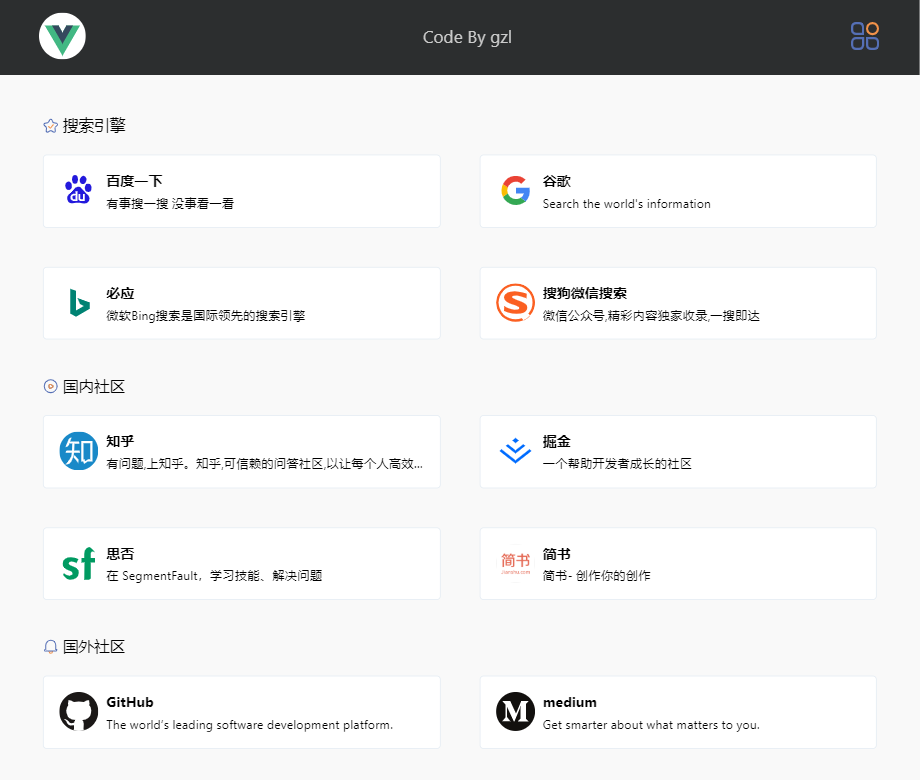 Code By gzl
搜索引擎
百度一下
有事搜一搜 没事看一看
du
谷歌
Search the world's information
必应
微软Bing搜索是国际领先的搜索引擎
搜狗微信搜索
微信公众号,精彩内容独家收录,一搜即达
国内社区
知
知乎
有问题,上知乎。知乎,可信赖的问答社区,以让每个人高效...
掘金
一个帮助开发者成长的社区
sf
思否
在 SegmentFault，学习技能、解决问题
简书
Jianshu.com
简书
简书- 创作你的创作
国外社区
GitHub
The world's leading software development platform.
M
medium
Get smarter about what matters to you.